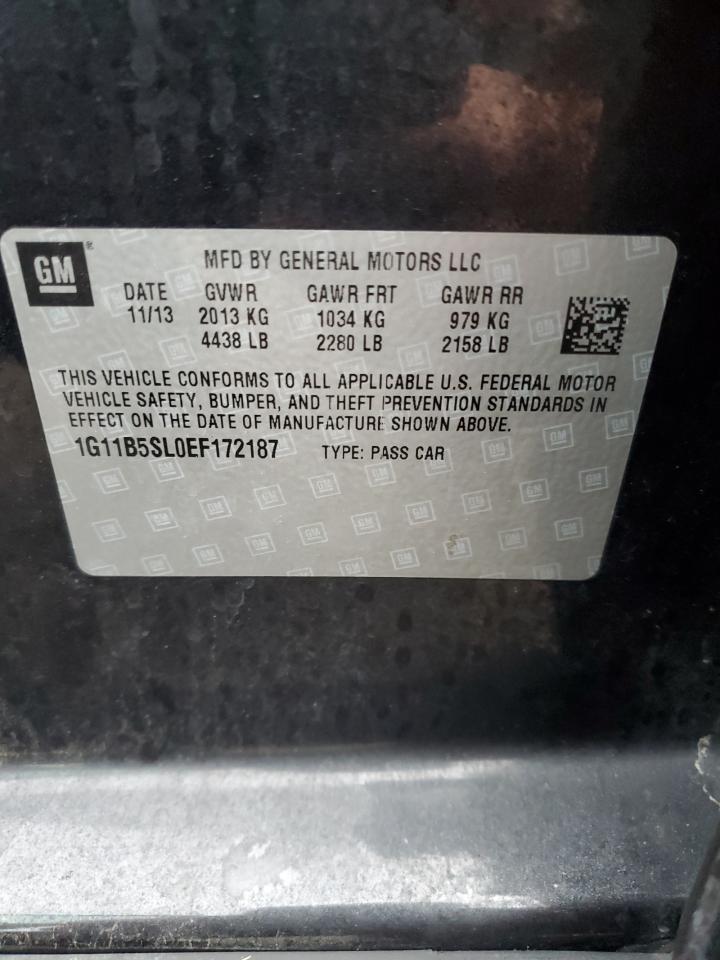 GM ®
MFD BY GENERAL MOTORS LLC
DATE GVWR GAWR FRT GAWR RR
11/13 2013 KG 1034 KG 979 KG
4438 LB 2280 LB 2158 LB
THIS VEHICLE CONFORMS TO ALL APPLICABLE U.S. FEDERAL MOTOR
VEHICLE SAFETY, BUMPER, AND THEFT PREVENTION STANDARDS IN
EFFECT ON THE DATE OF MANUFACTURE SHOWN ABOVE.
1G11B5SL0EF172187 TYPE: PASS CAR